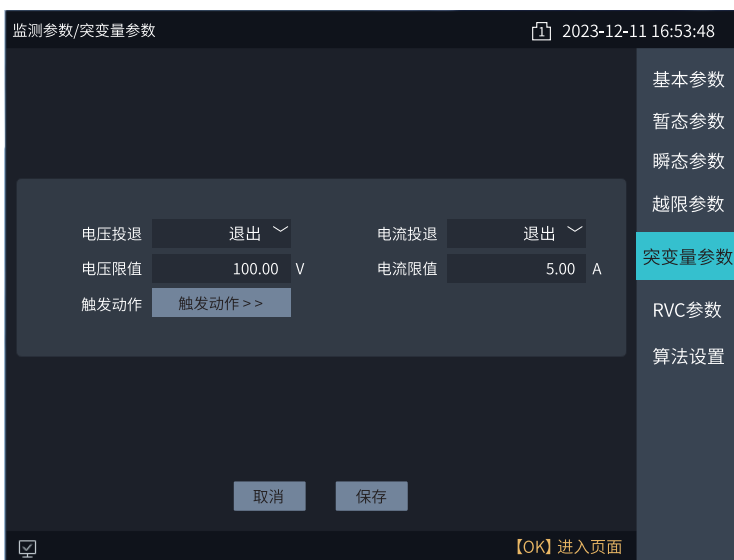 监测参数/突变量参数 1 2023-12-11 16:53:48
基本参数
暂态参数
瞬态参数
越限参数
突变量参数
RVC参数
算法设置
电压投退 退出 电流投退 退出
电压限值 100.00 V 电流限值 5.00 A
触发动作 触发动作>>
取消 保存
【OK】进入页面